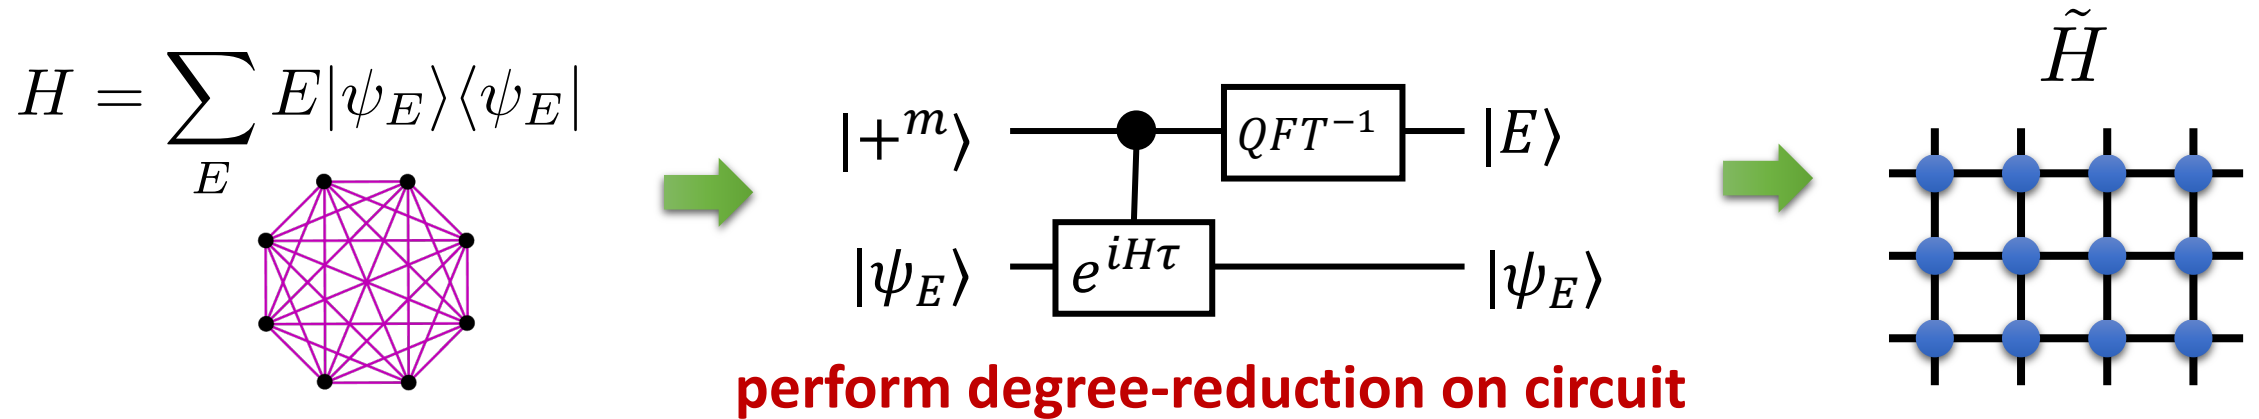 H = ∑_E E|ψ_E⟩⟨ψ_E|
|+^m⟩ QFT^{-1} |E⟩
|ψ_E⟩ e^{iHτ} |ψ_E⟩
perform degree-reduction on circuit
H̃